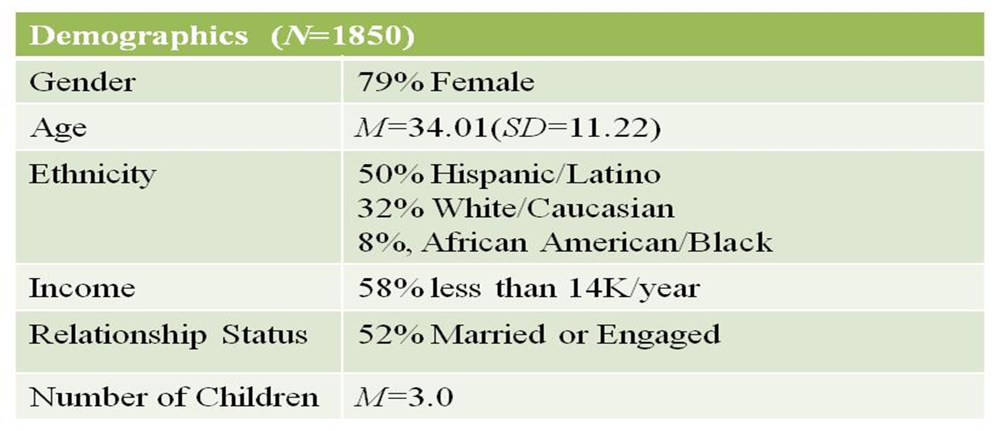 Demographics (N=1850)
Gender 79% Female
Age M=34.01(SD=11.22)
Ethnicity 50% Hispanic/Latino
32% White/Caucasian
8%, African American/Black
Income 58% less than 14K/year
Relationship Status 52% Married or Engaged
Number of Children M=3.0